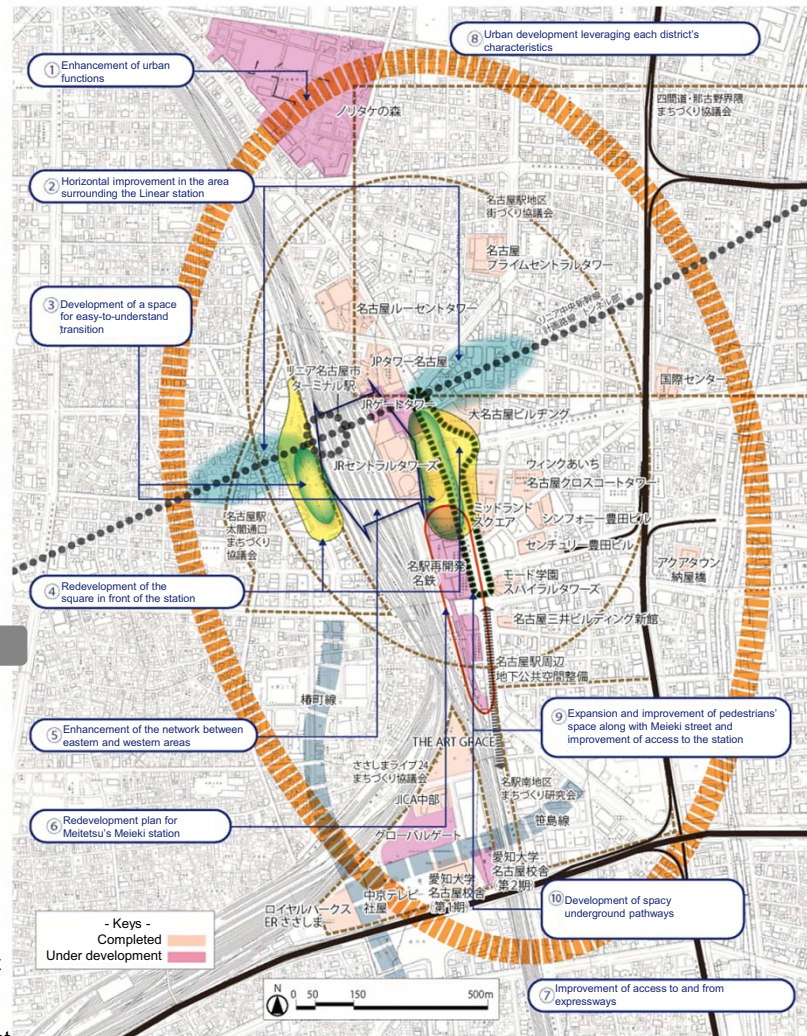 ⑧ Urban development leveraging each district's
characteristics
① Enhancement of urban
functions
ノリタケの森
四間道・那古野界隈
まちづくり協議会
② Horizontal improvement in the area
surrounding the Linear station
名古屋駅地区
街づくり協議会
名古屋
プライムセントラルタワー
③ Development of a space
for easy-to-understand
transition
名古屋ルーセントタワー
リニア中央新幹線
計画路線 トンネル部
リニア名古屋市
ターミナル駅
JPタワー名古屋
国際センター
JRゲートタワー
大名古屋ビルヂング
JRセントラルタワーズ
ウィンクあいち
名古屋クロスコートタワー
ミッドランド
スクエア
シンフォニー豊田ビル
センチュリー豊田ビル
名古屋駅
太閤通口
まちづくり
協議会
アクアタウン
納屋橋
④ Redevelopment of the
square in front of the station
名駅再開発
名鉄
モード学園
スパイラルタワーズ
名古屋三井ビルディング新館
名古屋駅周辺
地下公共空間整備
椿町線
⑤ Enhancement of the network between
eastern and western areas
⑨ Expansion and improvement of pedestrians'
space along with Meieki street and
improvement of access to the station
THE ART GRACE
ささしまライブ24
まちづくり協議会
名駅南地区
まちづくり研究会
JICA中部
⑥ Redevelopment plan for
Meitetsu's Meieki station
笹島線
グローバルゲート
愛知大学
名古屋校舎
第2期
愛知大学
名古屋校舎
第1期
中京テレビ
社屋
ロイヤルパークス
ER ささしま
⑩ Development of spacy
underground pathways
- Keys -
Completed
Under development
N 0 50 150 500m
⑦ Improvement of access to and from
expressways